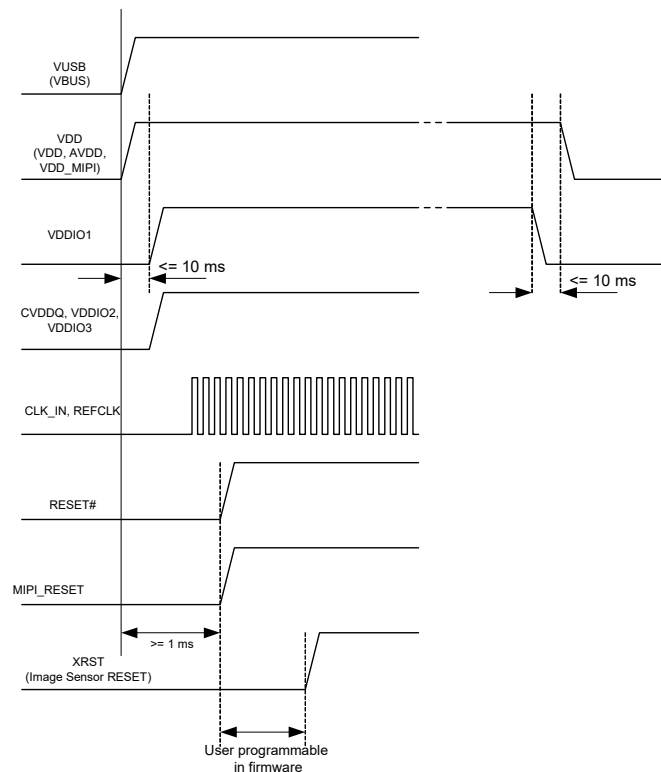 VUSB
(VBUS)
VDD
(VDD, AVDD,
VDD_MIPI)
VDDIO1
<= 10 ms
<= 10 ms
CVDDQ, VDDIO2,
VDDIO3
CLK_IN, REFCLK
RESET#
MIPI_RESET
>= 1 ms
XRST
(Image Sensor RESET)
User programmable
in firmware